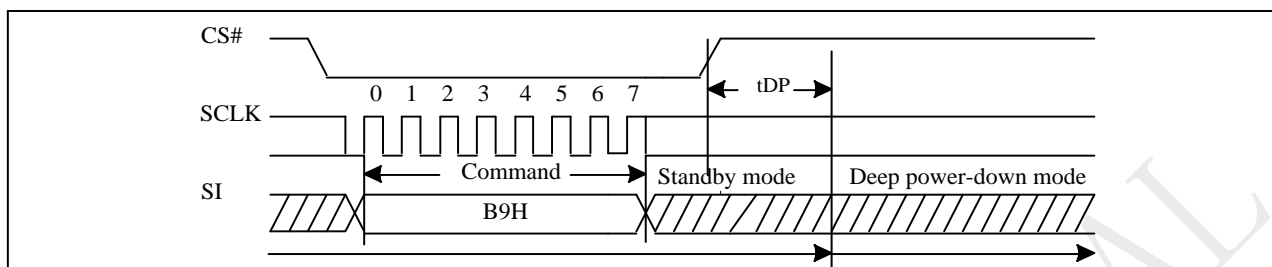 CS#
tDP
0 1 2 3 4 5 6 7
SCLK
Command
Standby mode
Deep power-down mode
SI
B9H